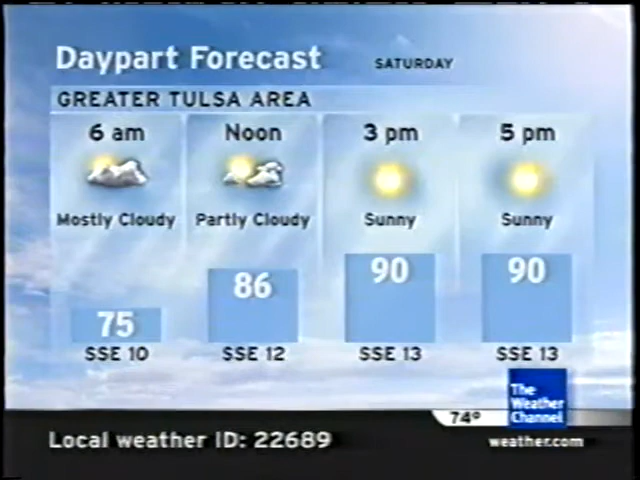 Daypart Forecast SATURDAY
GREATER TULSA AREA
6 am Noon 3 pm 5 pm
Mostly Cloudy Partly Cloudy Sunny Sunny
75 86 90 90
SSE 10 SSE 12 SSE 13 SSE 13
The
Weather
Channel
74°
Local weather ID: 22689 weather.com